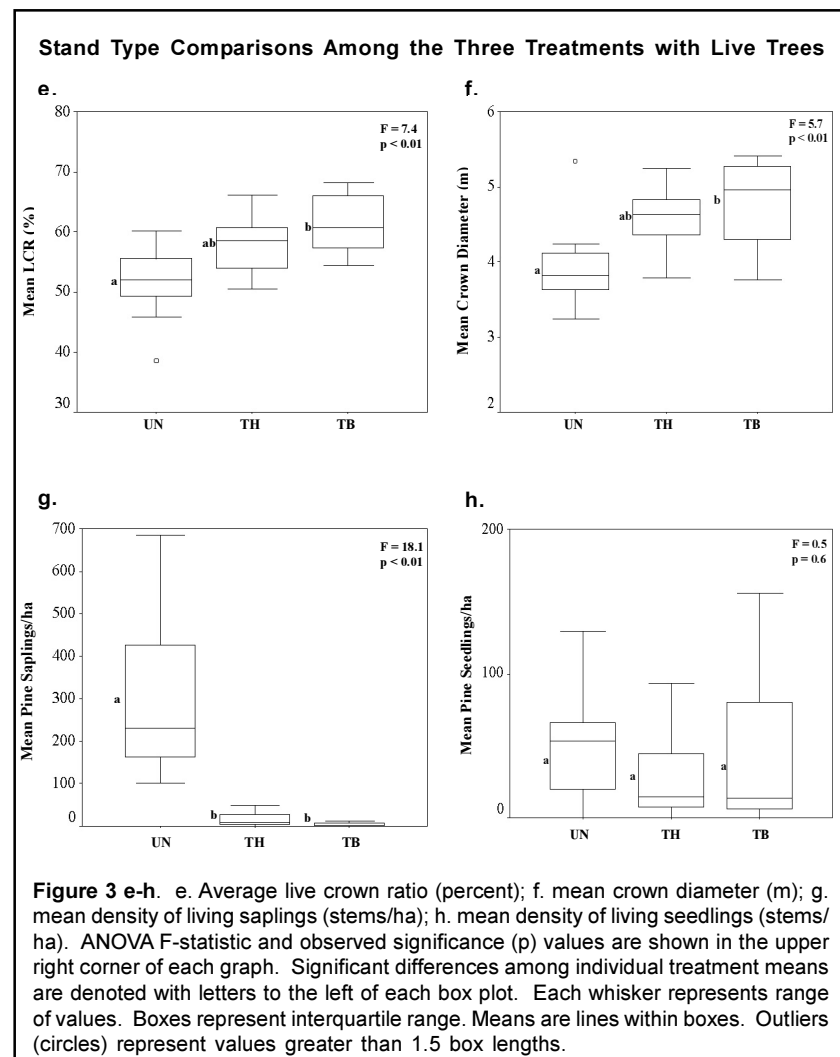 Stand Type Comparisons Among the Three Treatments with Live Trees
e.
80
70
60
50
40
30
Mean LCR (%)
F = 7.4
p < 0.01
a
ab
b
UN TH TB
f.
6
5
4
3
2
Mean Crown Diameter (m)
F = 5.7
p < 0.01
a
ab
b
UN TH TB
g.
700
600
500
400
300
200
100
0
Mean Pine Saplings/ha
F = 18.1
p < 0.01
a
b
b
UN TH TB
h.
200
100
0
Mean Pine Seedlings/ha
F = 0.5
p = 0.6
a
a
a
UN TH TB
Figure 3 e-h. e. Average live crown ratio (percent); f. mean crown diameter (m); g.
mean density of living saplings (stems/ha); h. mean density of living seedlings (stems/
ha). ANOVA F-statistic and observed significance (p) values are shown in the upper
right corner of each graph. Significant differences among individual treatment means
are denoted with letters to the left of each box plot. Each whisker represents range
of values. Boxes represent interquartile range. Means are lines within boxes. Outliers
(circles) represent values greater than 1.5 box lengths.